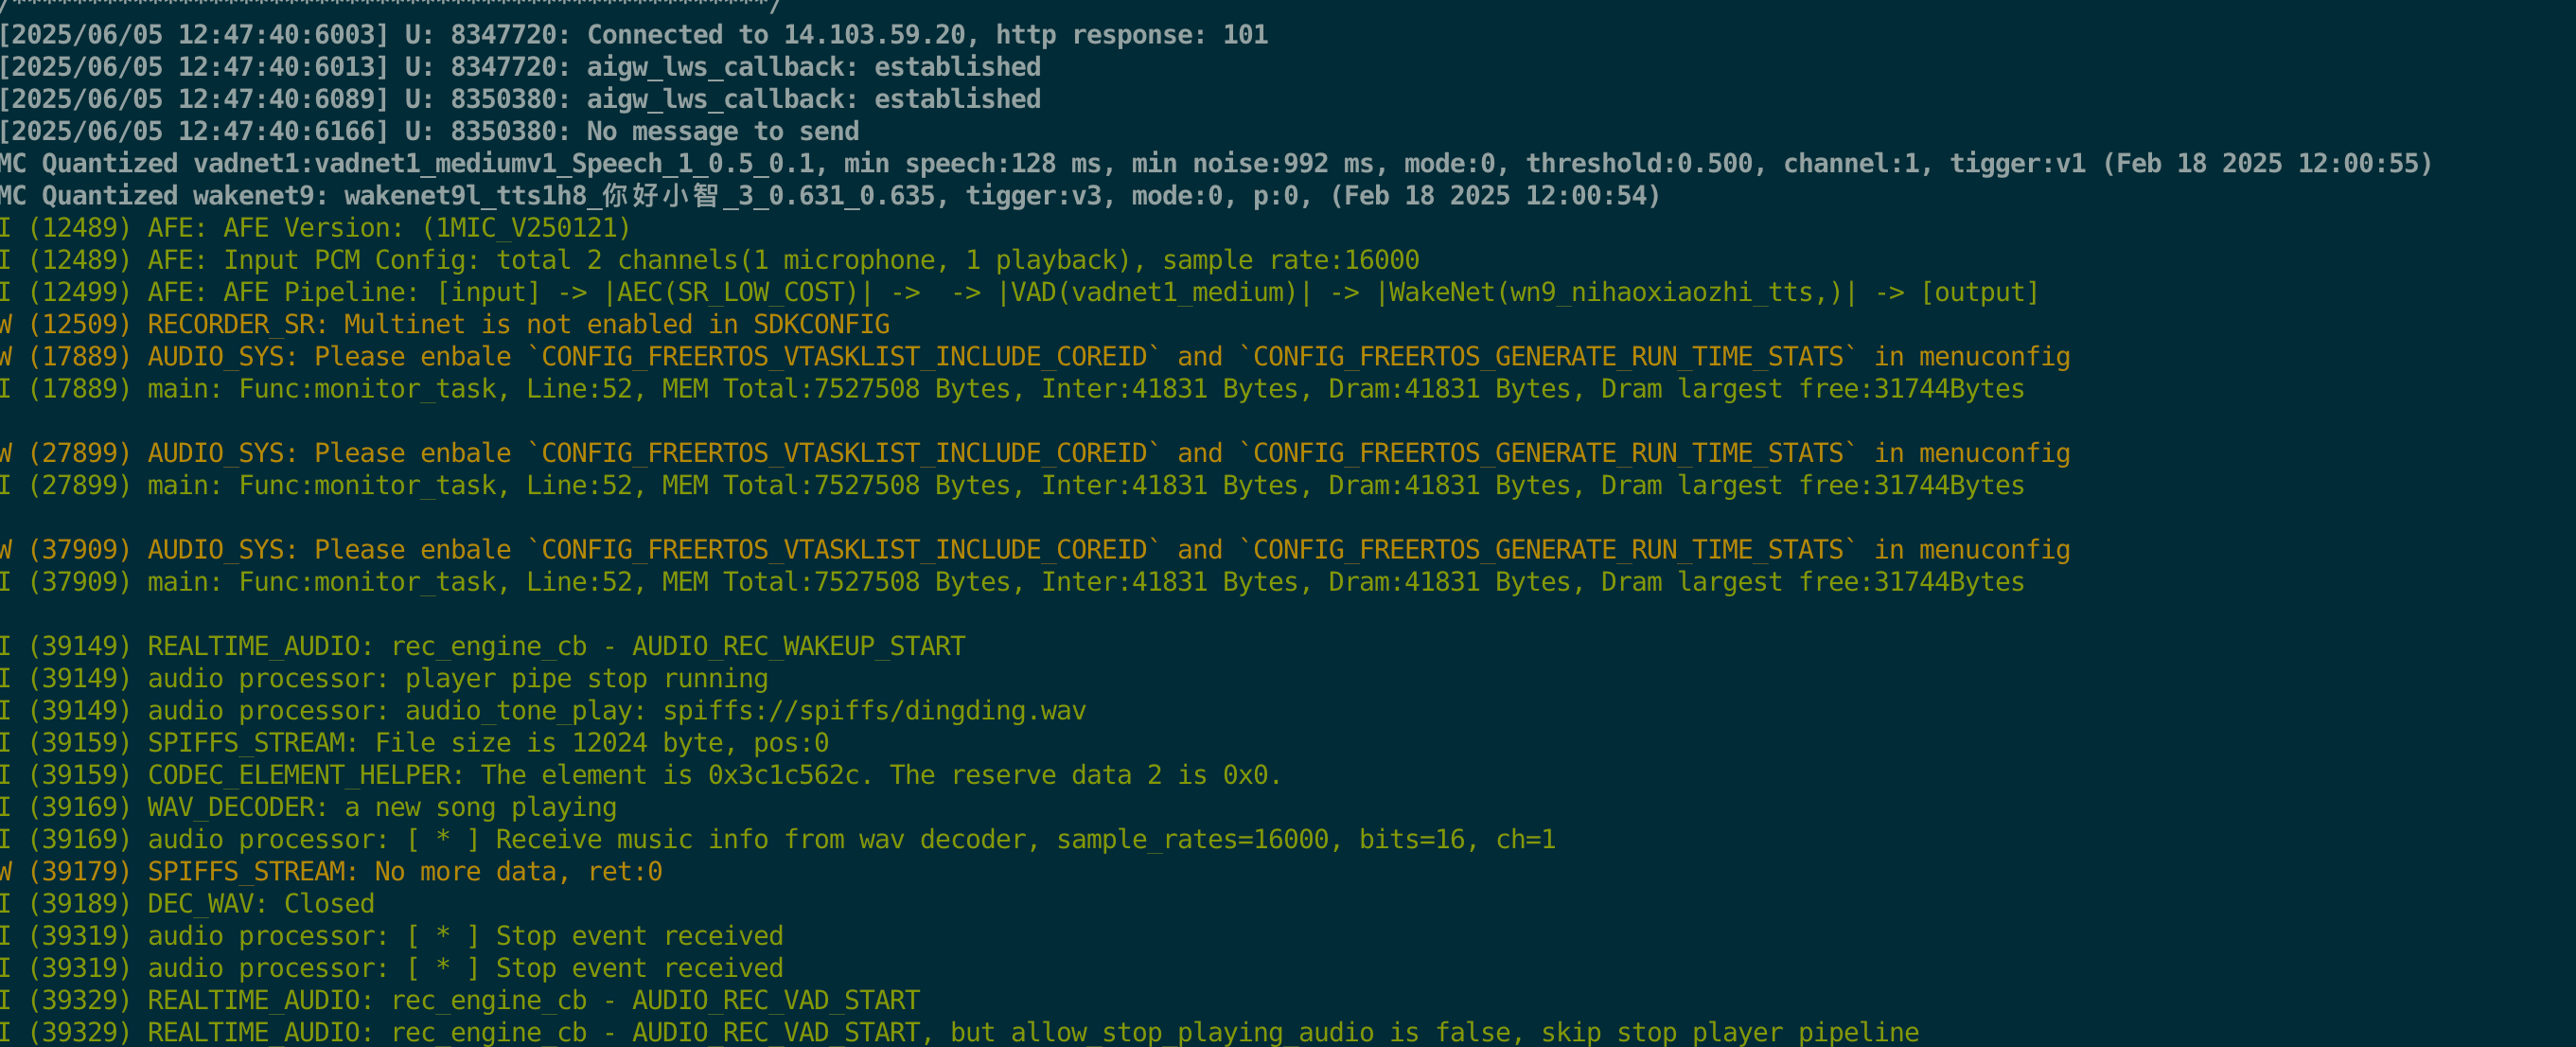 /**************************************************/
[2025/06/05 12:47:40:6003] U: 8347720: Connected to 14.103.59.20, http response: 101
[2025/06/05 12:47:40:6013] U: 8347720: aigw_lws_callback: established
[2025/06/05 12:47:40:6089] U: 8350380: aigw_lws_callback: established
[2025/06/05 12:47:40:6166] U: 8350380: No message to send
MC Quantized vadnet1:vadnet1_mediumv1_Speech_1_0.5_0.1, min speech:128 ms, min noise:992 ms, mode:0, threshold:0.500, channel:1, tigger:v1 (Feb 18 2025 12:00:55)
MC Quantized wakenet9: wakenet9l_tts1h8_你好小智_3_0.631_0.635, tigger:v3, mode:0, p:0, (Feb 18 2025 12:00:54)
I (12489) AFE: AFE Version: (1MIC_V250121)
I (12489) AFE: Input PCM Config: total 2 channels(1 microphone, 1 playback), sample rate:16000
I (12499) AFE: AFE Pipeline: [input] -> |AEC(SR_LOW_COST)| ->  -> |VAD(vadnet1_medium)| -> |WakeNet(wn9_nihaoxiaozhi_tts,)| -> [output]
W (12509) RECORDER_SR: Multinet is not enabled in SDKCONFIG
W (17889) AUDIO_SYS: Please enbale `CONFIG_FREERTOS_VTASKLIST_INCLUDE_COREID` and `CONFIG_FREERTOS_GENERATE_RUN_TIME_STATS` in menuconfig
I (17889) main: Func:monitor_task, Line:52, MEM Total:7527508 Bytes, Inter:41831 Bytes, Dram:41831 Bytes, Dram largest free:31744Bytes
W (27899) AUDIO_SYS: Please enbale `CONFIG_FREERTOS_VTASKLIST_INCLUDE_COREID` and `CONFIG_FREERTOS_GENERATE_RUN_TIME_STATS` in menuconfig
I (27899) main: Func:monitor_task, Line:52, MEM Total:7527508 Bytes, Inter:41831 Bytes, Dram:41831 Bytes, Dram largest free:31744Bytes
W (37909) AUDIO_SYS: Please enbale `CONFIG_FREERTOS_VTASKLIST_INCLUDE_COREID` and `CONFIG_FREERTOS_GENERATE_RUN_TIME_STATS` in menuconfig
I (37909) main: Func:monitor_task, Line:52, MEM Total:7527508 Bytes, Inter:41831 Bytes, Dram:41831 Bytes, Dram largest free:31744Bytes
I (39149) REALTIME_AUDIO: rec_engine_cb - AUDIO_REC_WAKEUP_START
I (39149) audio processor: player pipe stop running
I (39149) audio processor: audio_tone_play: spiffs://spiffs/dingding.wav
I (39159) SPIFFS_STREAM: File size is 12024 byte, pos:0
I (39159) CODEC_ELEMENT_HELPER: The element is 0x3c1c562c. The reserve data 2 is 0x0.
I (39169) WAV_DECODER: a new song playing
I (39169) audio processor: [ * ] Receive music info from wav decoder, sample_rates=16000, bits=16, ch=1
W (39179) SPIFFS_STREAM: No more data, ret:0
I (39189) DEC_WAV: Closed
I (39319) audio processor: [ * ] Stop event received
I (39319) audio processor: [ * ] Stop event received
I (39329) REALTIME_AUDIO: rec_engine_cb - AUDIO_REC_VAD_START
I (39329) REALTIME_AUDIO: rec_engine_cb - AUDIO_REC_VAD_START, but allow_stop_playing_audio is false, skip stop player pipeline